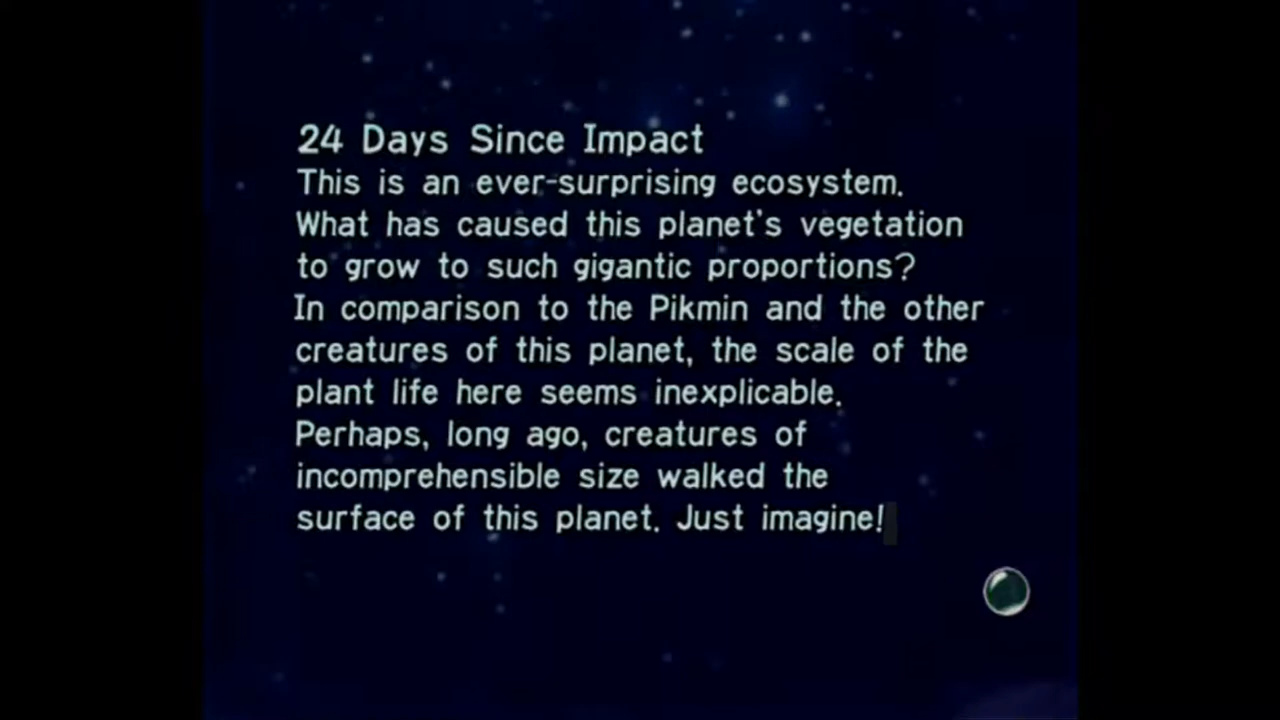 24 Days Since Impact
This is an ever-surprising ecosystem.
What has caused this planet's vegetation
to grow to such gigantic proportions?
In comparison to the Pikmin and the other
creatures of this planet, the scale of the
plant life here seems inexplicable.
Perhaps, long ago, creatures of
incomprehensible size walked the
surface of this planet. Just imagine!